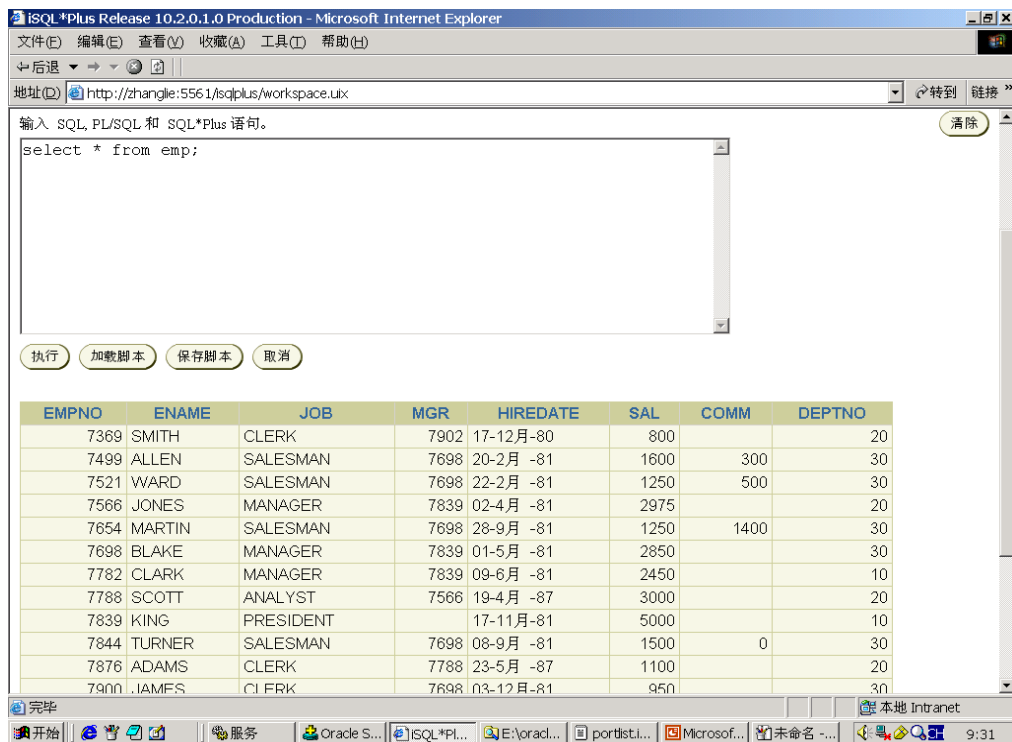 iSQL*Plus Release 10.2.0.1.0 Production - Microsoft Internet Explorer
文件(F) 编辑(E) 查看(V) 收藏(A) 工具(T) 帮助(H)
后退
地址(D) http://zhanglie:5561/isqlplus/workspace.uix 转到 链接 »
输入 SQL, PL/SQL 和 SQL*Plus 语句。 清除
select * from emp;
执行 加载脚本 保存脚本 取消
EMPNO ENAME JOB MGR HIREDATE SAL COMM DEPTNO
7369 SMITH CLERK 7902 17-12月-80 800 20
7499 ALLEN SALESMAN 7698 20-2月 -81 1600 300 30
7521 WARD SALESMAN 7698 22-2月 -81 1250 500 30
7566 JONES MANAGER 7839 02-4月 -81 2975 20
7654 MARTIN SALESMAN 7698 28-9月 -81 1250 1400 30
7698 BLAKE MANAGER 7839 01-5月 -81 2850 30
7782 CLARK MANAGER 7839 09-6月 -81 2450 10
7788 SCOTT ANALYST 7566 19-4月 -87 3000 20
7839 KING PRESIDENT 17-11月-81 5000 10
7844 TURNER SALESMAN 7698 08-9月 -81 1500 0 30
7876 ADAMS CLERK 7788 23-5月 -87 1100 20
7900 JAMES CLERK 7698 03-12月-81 950 30
完毕 本地 Intranet
开始 服务 Oracle S... iSQL*Pl... E:\oracl... portlist.i... Microsof... 未命名 -... 9:31